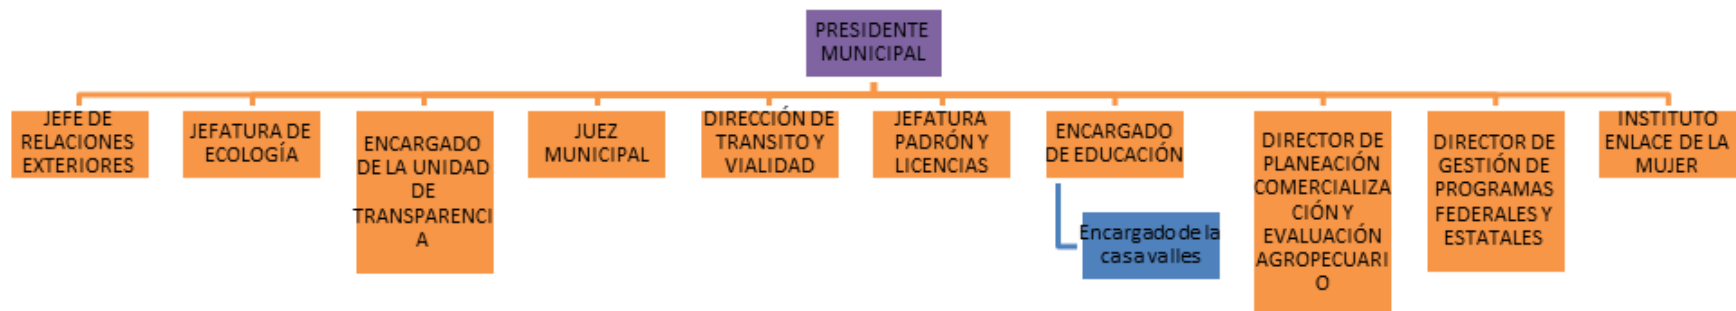 PRESIDENTE
MUNICIPAL
JEFE DE
RELACIONES
EXTERIORES
JEFATURA DE
ECOLOGÍA
ENCARGADO
DE LA UNIDAD
DE
TRANSPARENCI
A
JUEZ
MUNICIPAL
DIRECCIÓN DE
TRANSITO Y
VIALIDAD
JEFATURA
PADRÓN Y
LICENCIAS
ENCARGADO
DE EDUCACIÓN
Encargado de la
casa valles
DIRECTOR DE
PLANEACIÓN
COMERCIALIZA
CIÓN Y
EVALUACIÓN
AGROPECUARI
O
DIRECTOR DE
GESTIÓN DE
PROGRAMAS
FEDERALES Y
ESTATALES
INSTITUTO
ENLACE DE LA
MUJER